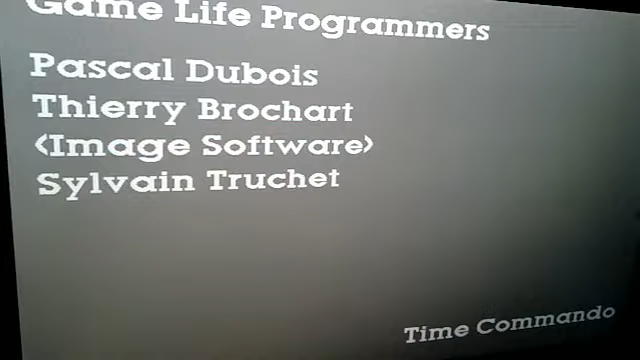 Game Life Programmers
Pascal Dubois
Thierry Brochart
<Image Software>
Sylvain Truchet
Time Commando